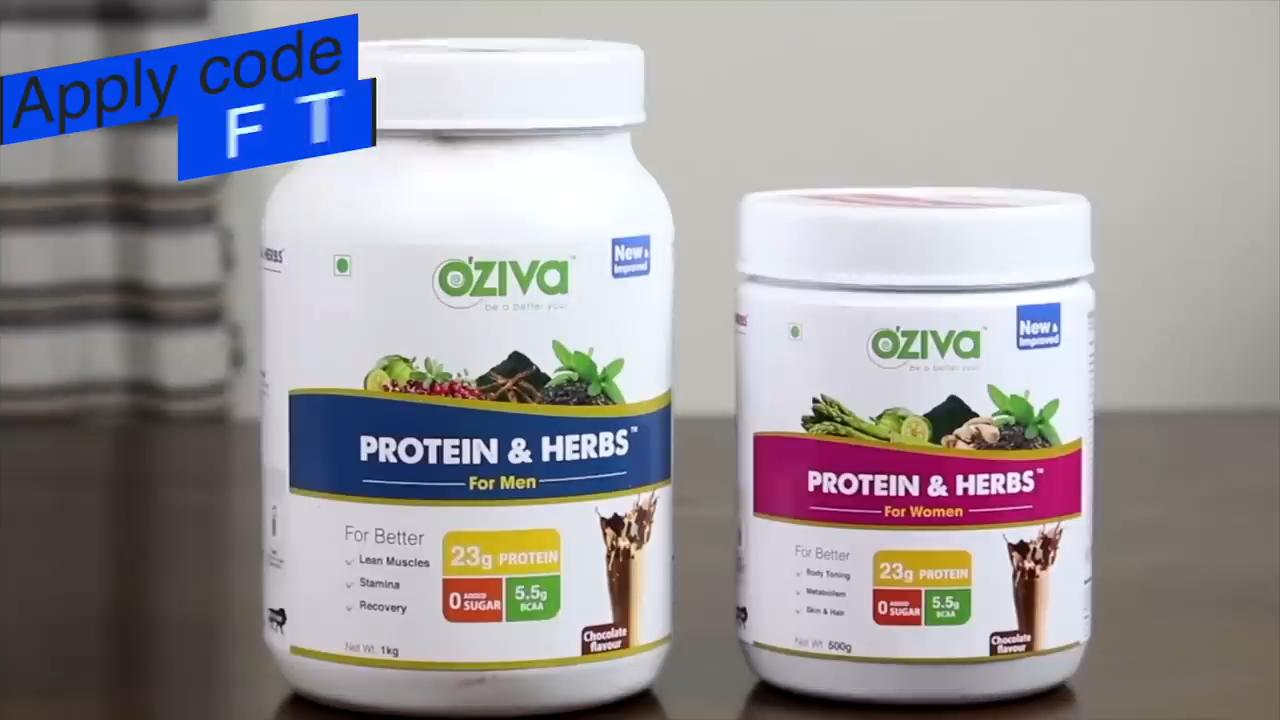 Apply code
F T
HERBS
O'ZIVA™
be a better you
New &
Improved
PROTEIN & HERBS™
For Men
For Better
Lean Muscles
Stamina
Recovery
23g PROTEIN
0 ADDED SUGAR
5.5g
BCAA
Chocolate
flavour
Net Wt. 1kg
O'ZIVA™
be a better you
New &
Improved
PROTEIN & HERBS™
For Women
For Better
Body Toning
Metabolism
Skin & Hair
23g PROTEIN
0 ADDED SUGAR
5.5g
BCAA
Chocolate
flavour
Net Wt. 500g